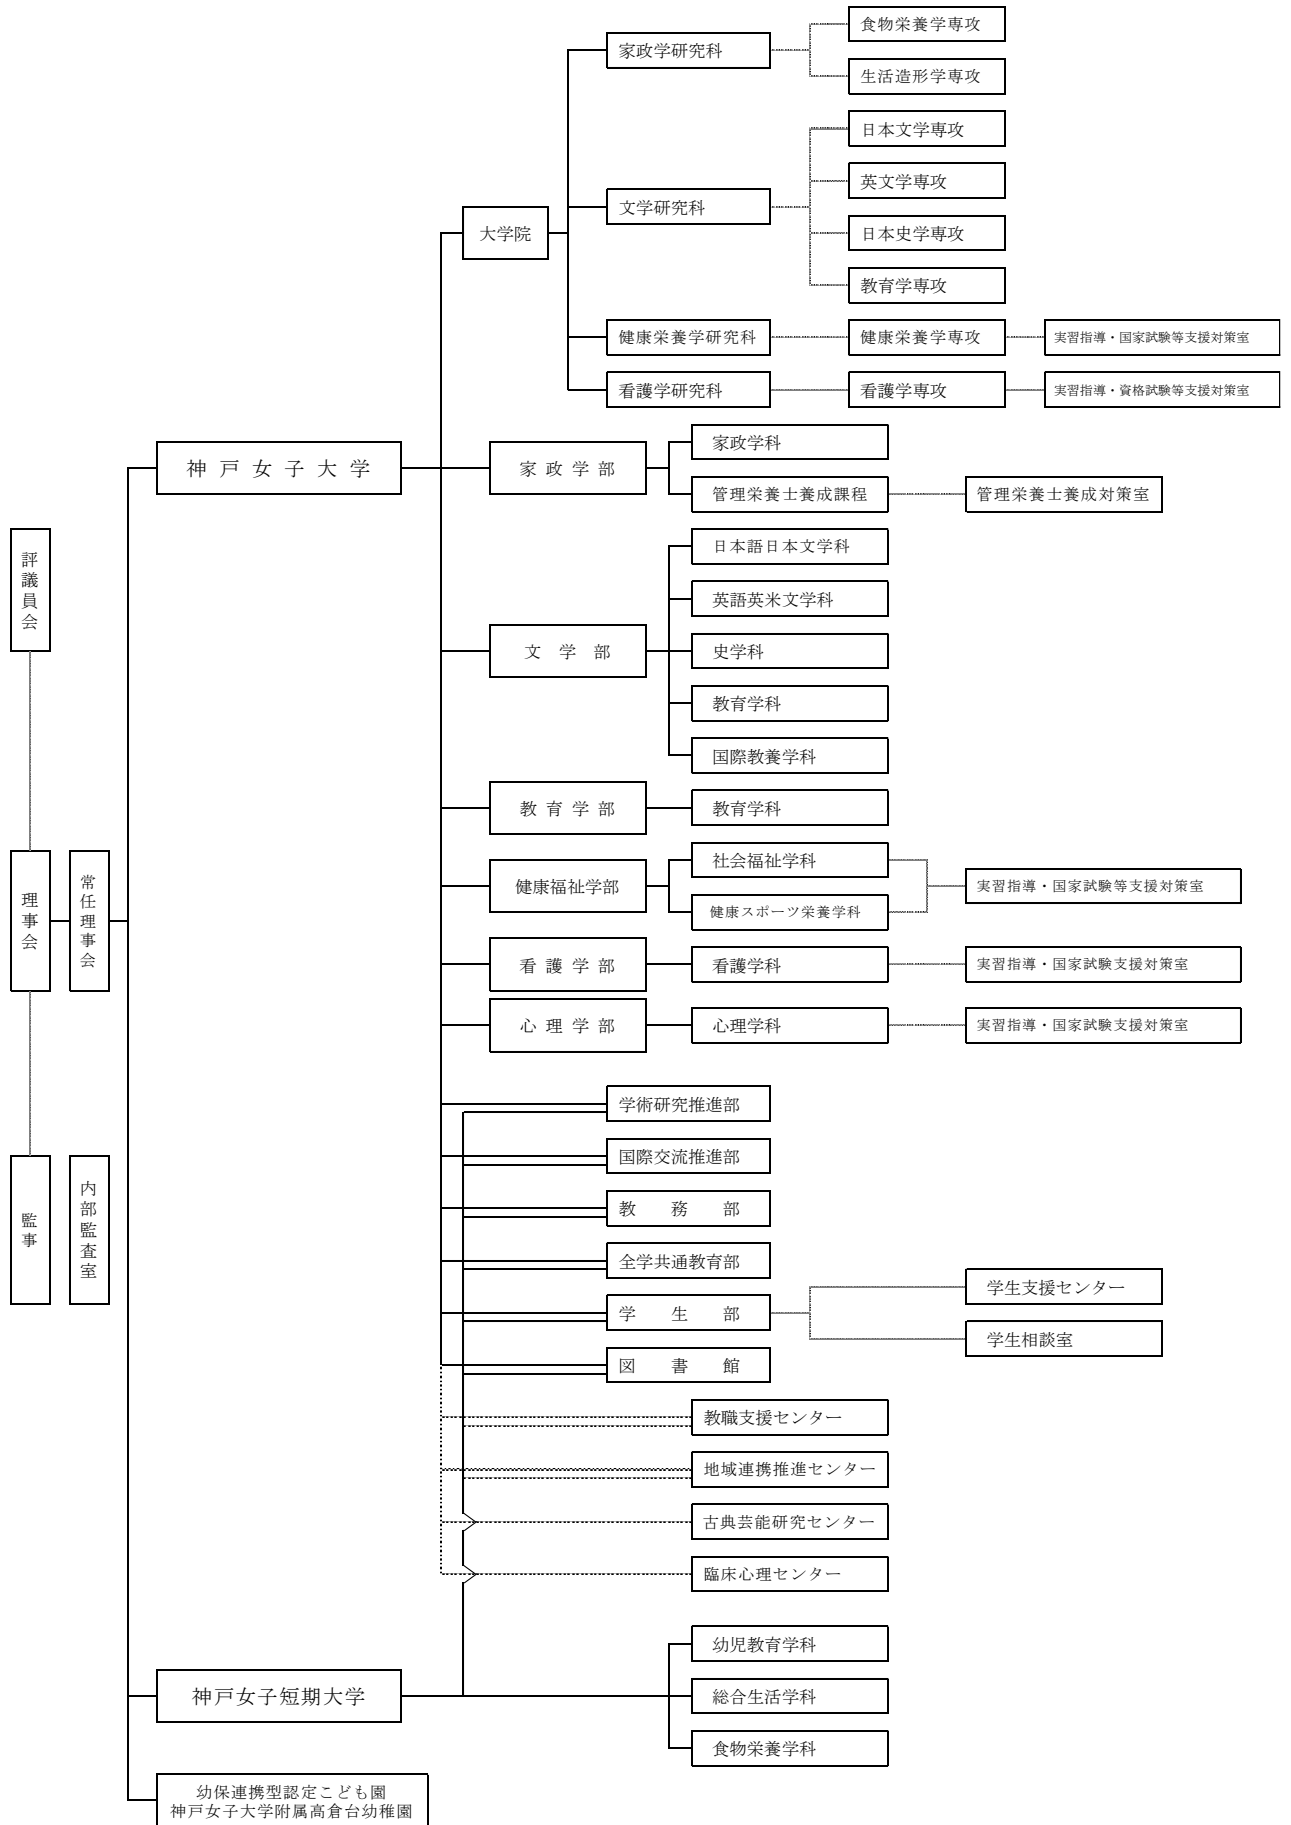 食物栄養学専攻
家政学研究科
生活造形学専攻
日本文学専攻
英文学専攻
文学研究科
大学院
日本史学専攻
教育学専攻
健康栄養学研究科
健康栄養学専攻
実習指導・国家試験等支援対策室
看護学研究科
看護学専攻
実習指導・資格試験等支援対策室
家政学科
神戸女子大学
家政学部
管理栄養士養成課程
管理栄養士養成対策室
日本語日本文学科
評議員会
英語英米文学科
文学部
史学科
教育学科
国際教養学科
教育学部
教育学科
社会福祉学科
健康福祉学部
実習指導・国家試験等支援対策室
健康スポーツ栄養学科
理事会
常任理事会
看護学部
看護学科
実習指導・国家試験支援対策室
心理学部
心理学科
実習指導・国家試験支援対策室
学術研究推進部
国際交流推進部
教務部
監事
内部監査室
全学共通教育部
学生支援センター
学生部
学生相談室
図書館
教職支援センター
地域連携推進センター
古典芸能研究センター
臨床心理センター
幼児教育学科
神戸女子短期大学
総合生活学科
食物栄養学科
幼保連携型認定こども園
神戸女子大学附属高倉台幼稚園